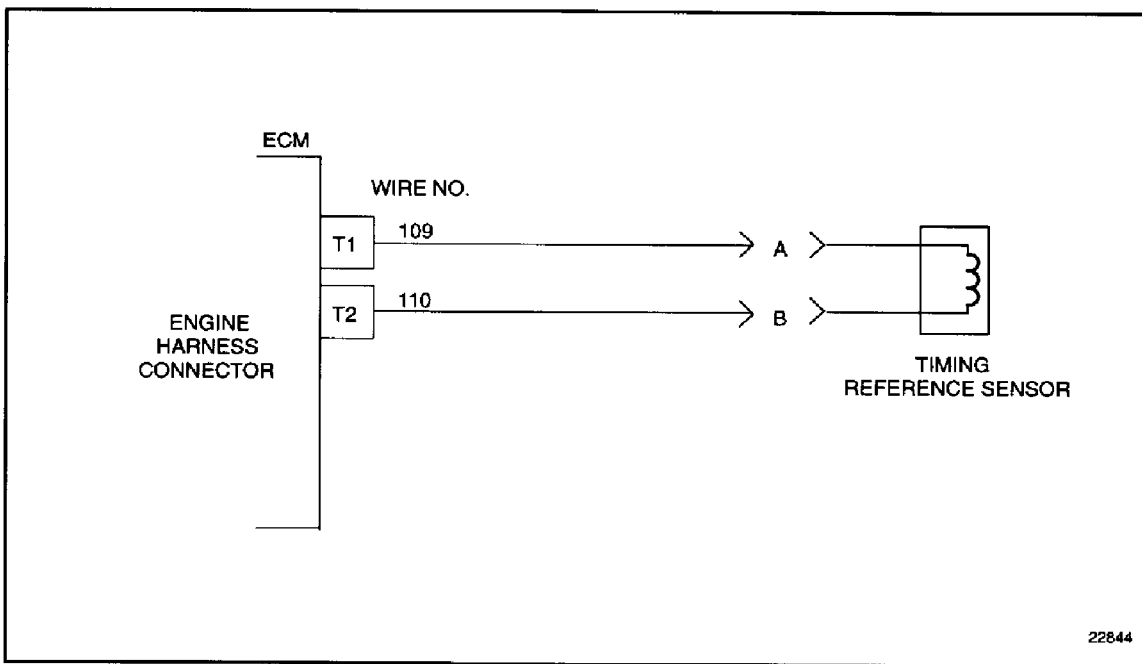 ECM
WIRE NO.
T1
109
A
T2
110
B
ENGINE
HARNESS
CONNECTOR
TIMING
REFERENCE SENSOR
22844